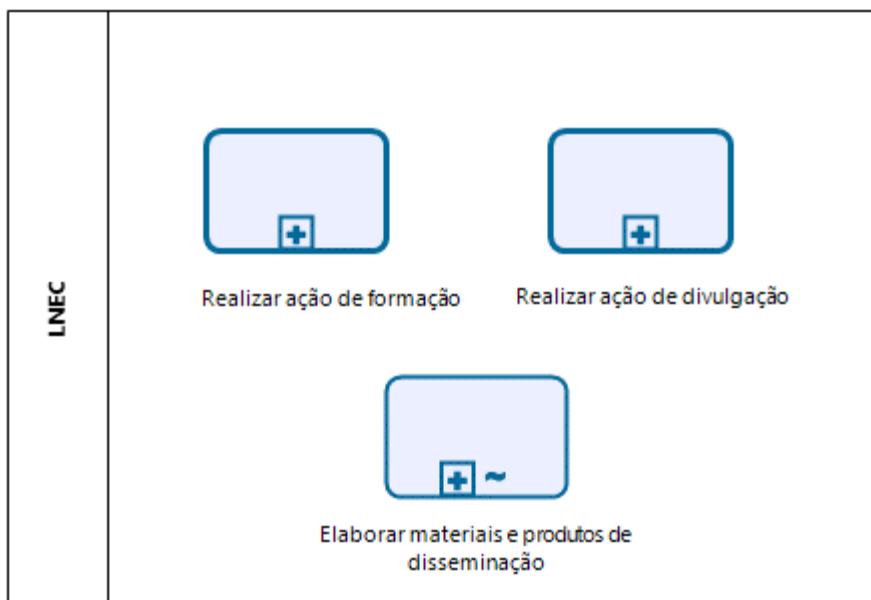 LNEC
Realizar ação de formação
Realizar ação de divulgação
Elaborar materiais e produtos de
disseminação